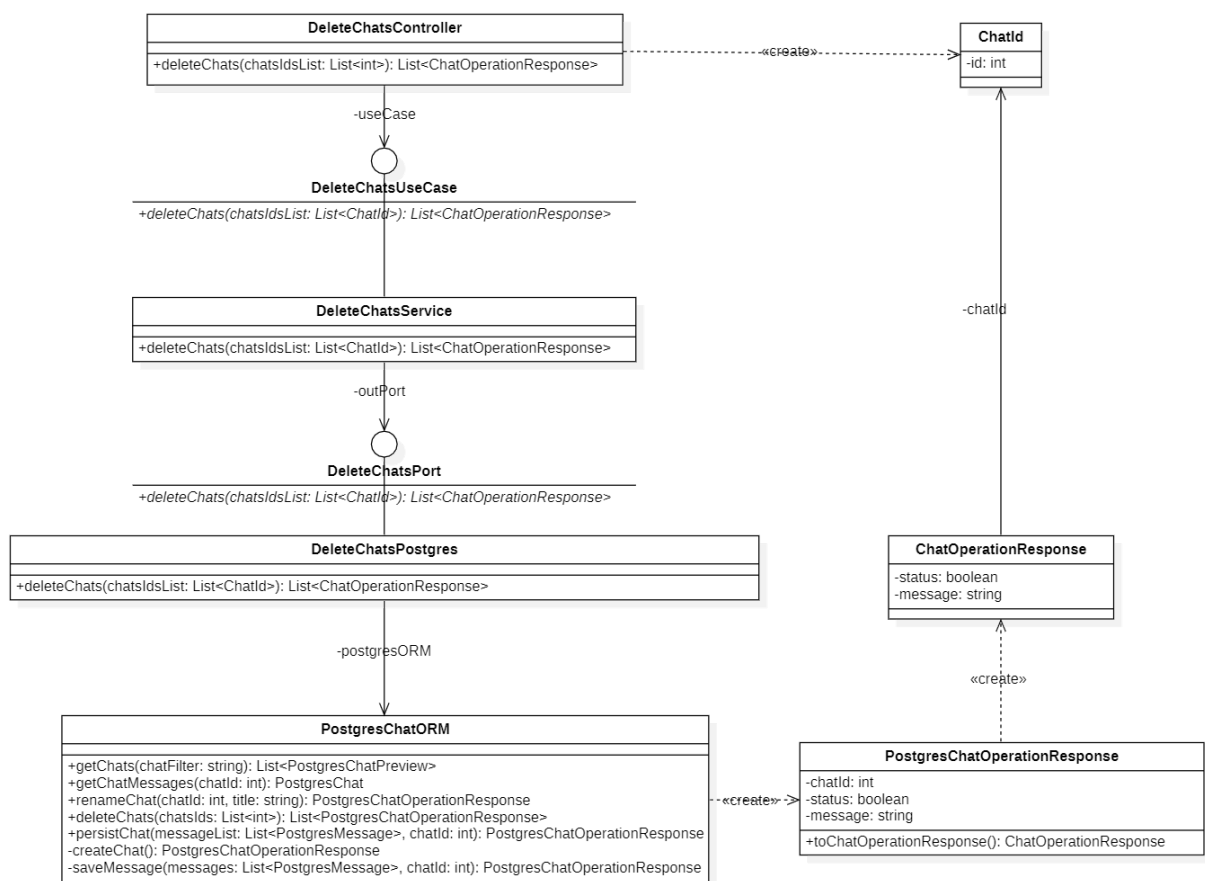 DeleteChatsController
+deleteChats(chatsIdsList: List<int>): List<ChatOperationResponse>
«create»
ChatId
-id: int
-useCase
DeleteChatsUseCase
+deleteChats(chatsIdsList: List<ChatId>): List<ChatOperationResponse>
DeleteChatsService
+deleteChats(chatsIdsList: List<ChatId>): List<ChatOperationResponse>
-chatId
-outPort
DeleteChatsPort
+deleteChats(chatsIdsList: List<ChatId>): List<ChatOperationResponse>
DeleteChatsPostgres
+deleteChats(chatsIdsList: List<ChatId>): List<ChatOperationResponse>
ChatOperationResponse
-status: boolean
-message: string
-postgresORM
«create»
PostgresChatORM
+getChats(chatFilter: string): List<PostgresChatPreview>
+getChatMessages(chatId: int): PostgresChat
+renameChat(chatId: int, title: string): PostgresChatOperationResponse
+deleteChats(chatsIds: List<int>): List<PostgresChatOperationResponse>
+persistChat(messageList: List<PostgresMessage>, chatId: int): PostgresChatOperationResponse
-createChat(): PostgresChatOperationResponse
-saveMessage(messages: List<PostgresMessage>, chatId: int): PostgresChatOperationResponse
«create»
PostgresChatOperationResponse
-chatId: int
-status: boolean
-message: string
+toChatOperationResponse(): ChatOperationResponse